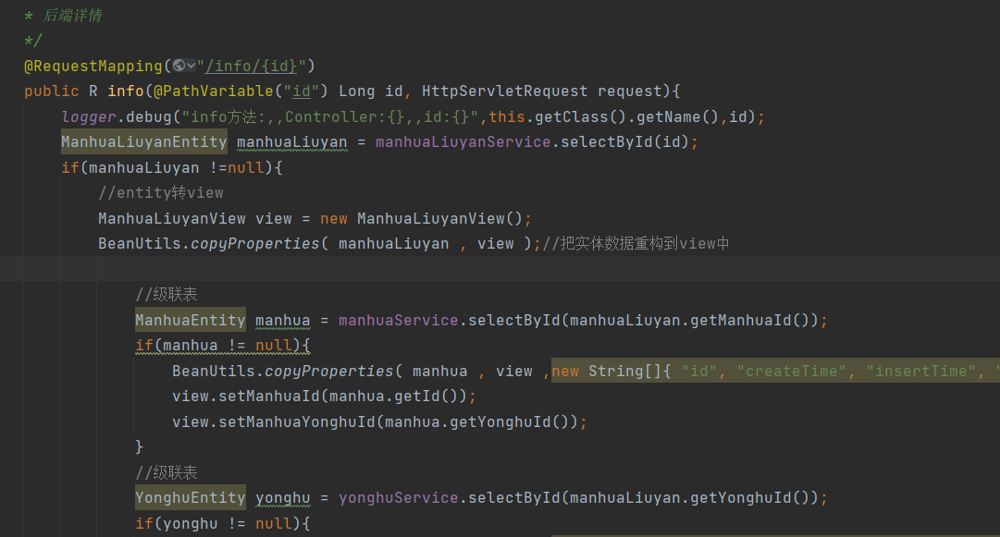 * 后端详情
*/
@RequestMapping("/info/{id}")
public R info(@PathVariable("id") Long id, HttpServletRequest request){
logger.debug("info方法:,,Controller:{},,id:{}",this.getClass().getName(),id);
ManhuaLiuyanEntity manhuaLiuyan = manhuaLiuyanService.selectById(id);
if(manhuaLiuyan !=null){
//entity转view
ManhuaLiuyanView view = new ManhuaLiuyanView();
BeanUtils.copyProperties( manhuaLiuyan , view );//把实体数据重构到view中
//级联表
ManhuaEntity manhua = manhuaService.selectById(manhuaLiuyan.getManhuaId());
if(manhua != null){
BeanUtils.copyProperties( manhua , view ,new String[]{ "id", "createTime", "insertTime", "
view.setManhuaId(manhua.getId());
view.setManhuaYonghuId(manhua.getYonghuId());
}
//级联表
YonghuEntity yonghu = yonghuService.selectById(manhuaLiuyan.getYonghuId());
if(yonghu != null){